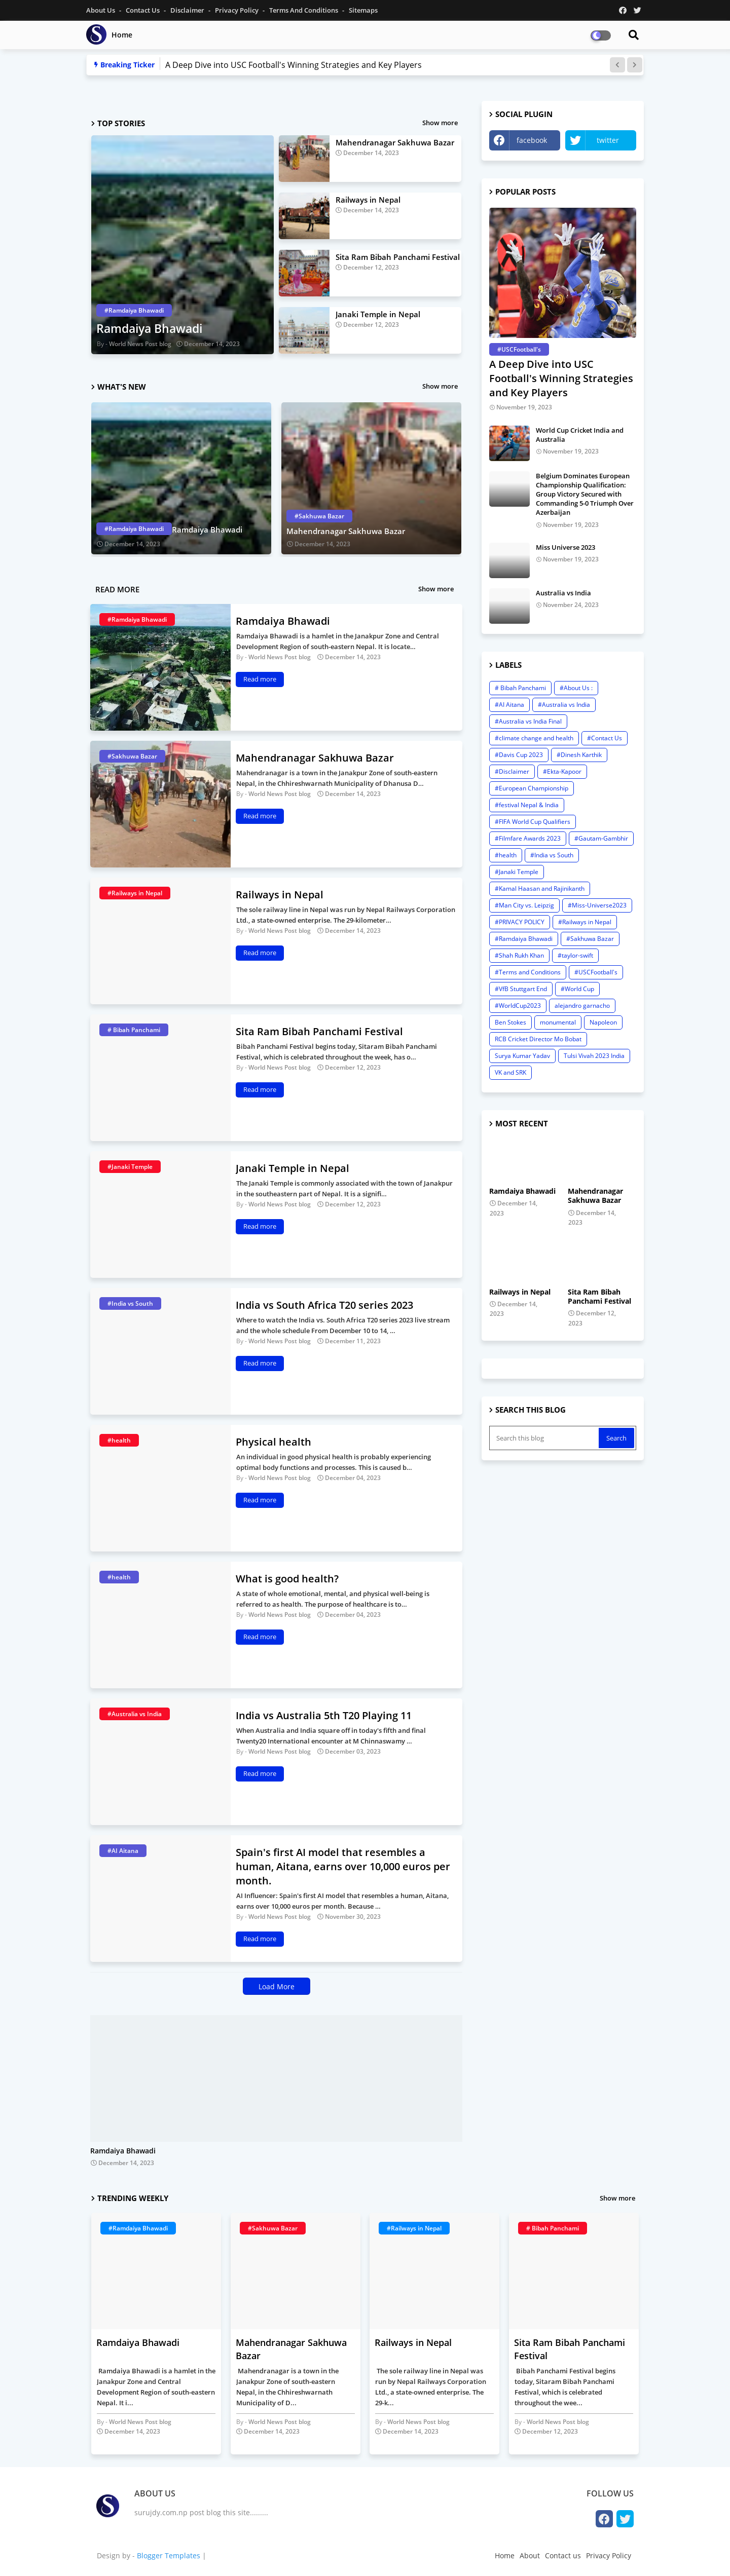 About Us - Contact Us - Disclaimer - Privacy Policy - Terms And Conditions - Sitemaps
S Home
Breaking Ticker A Deep Dive into USC Football's Winning Strategies and Key Players
TOP STORIES Show more
#Ramdaiya Bhawadi
Ramdaiya Bhawadi
By - World News Post blog December 14, 2023
Mahendranagar Sakhuwa Bazar
December 14, 2023
Railways in Nepal
December 14, 2023
Sita Ram Bibah Panchami Festival
December 12, 2023
Janaki Temple in Nepal
December 12, 2023
WHAT'S NEW Show more
#Ramdaiya Bhawadi Ramdaiya Bhawadi
December 14, 2023
#Sakhuwa Bazar
Mahendranagar Sakhuwa Bazar
December 14, 2023
READ MORE Show more
#Ramdaiya Bhawadi
Ramdaiya Bhawadi
Ramdaiya Bhawadi is a hamlet in the Janakpur Zone and Central
Development Region of south-eastern Nepal. It is locate…
By - World News Post blog December 14, 2023
Read more
#Sakhuwa Bazar
Mahendranagar Sakhuwa Bazar
Mahendranagar is a town in the Janakpur Zone of south-eastern
Nepal, in the Chhireshwarnath Municipality of Dhanusa D…
By - World News Post blog December 14, 2023
Read more
#Railways in Nepal
Railways in Nepal
The sole railway line in Nepal was run by Nepal Railways Corporation
Ltd., a state-owned enterprise. The 29-kilometer…
By - World News Post blog December 14, 2023
Read more
# Bibah Panchami
Sita Ram Bibah Panchami Festival
Bibah Panchami Festival begins today, Sitaram Bibah Panchami
Festival, which is celebrated throughout the week, has o…
By - World News Post blog December 12, 2023
Read more
#Janaki Temple
Janaki Temple in Nepal
The Janaki Temple is commonly associated with the town of Janakpur
in the southeastern part of Nepal. It is a signifi…
By - World News Post blog December 12, 2023
Read more
#India vs South
India vs South Africa T20 series 2023
Where to watch the India vs. South Africa T20 series 2023 live stream
and the whole schedule From December 10 to 14, …
By - World News Post blog December 11, 2023
Read more
#health
Physical health
An individual in good physical health is probably experiencing
optimal body functions and processes. This is caused b…
By - World News Post blog December 04, 2023
Read more
#health
What is good health?
A state of whole emotional, mental, and physical well-being is
referred to as health. The purpose of healthcare is to…
By - World News Post blog December 04, 2023
Read more
#Australia vs India
India vs Australia 5th T20 Playing 11
When Australia and India square off in today's fifth and final
Twenty20 International encounter at M Chinnaswamy …
By - World News Post blog December 03, 2023
Read more
#AI Aitana
Spain's first AI model that resembles a
human, Aitana, earns over 10,000 euros per
month.
AI Influencer: Spain's first AI model that resembles a human, Aitana,
earns over 10,000 euros per month. Because …
By - World News Post blog November 30, 2023
Read more
Load More
Ramdaiya Bhawadi
December 14, 2023
SOCIAL PLUGIN
facebook twitter
POPULAR POSTS
#USCFootball's
A Deep Dive into USC
Football's Winning Strategies
and Key Players
November 19, 2023
World Cup Cricket India and
Australia
November 19, 2023
Belgium Dominates European
Championship Qualification:
Group Victory Secured with
Commanding 5-0 Triumph Over
Azerbaijan
November 19, 2023
Miss Universe 2023
November 19, 2023
Australia vs India
November 24, 2023
LABELS
# Bibah Panchami #About Us :
#AI Aitana #Australia vs India
#Australia vs India Final
#climate change and health #Contact Us
#Davis Cup 2023 #Dinesh Karthik
#Disclaimer #Ekta-Kapoor
#European Championship
#festival Nepal & India
#FIFA World Cup Qualifiers
#Filmfare Awards 2023 #Gautam-Gambhir
#health #India vs South
#Janaki Temple
#Kamal Haasan and Rajinikanth
#Man City vs. Leipzig #Miss-Universe2023
#PRIVACY POLICY #Railways in Nepal
#Ramdaiya Bhawadi #Sakhuwa Bazar
#Shah Rukh Khan #taylor-swift
#Terms and Conditions #USCFootball's
#VfB Stuttgart End #World Cup
#WorldCup2023 alejandro garnacho
Ben Stokes monumental Napoleon
RCB Cricket Director Mo Bobat
Surya Kumar Yadav Tulsi Vivah 2023 India
VK and SRK
MOST RECENT
Ramdaiya Bhawadi
December 14,
2023
Mahendranagar
Sakhuwa Bazar
December 14,
2023
Railways in Nepal
December 14,
2023
Sita Ram Bibah
Panchami Festival
December 12,
2023
SEARCH THIS BLOG
Search this blog Search
TRENDING WEEKLY Show more
#Ramdaiya Bhawadi
Ramdaiya Bhawadi
Ramdaiya Bhawadi is a hamlet in the
Janakpur Zone and Central
Development Region of south-eastern
Nepal. It i…
By - World News Post blog
December 14, 2023
#Sakhuwa Bazar
Mahendranagar Sakhuwa
Bazar
Mahendranagar is a town in the
Janakpur Zone of south-eastern
Nepal, in the Chhireshwarnath
Municipality of D…
By - World News Post blog
December 14, 2023
#Railways in Nepal
Railways in Nepal
The sole railway line in Nepal was
run by Nepal Railways Corporation
Ltd., a state-owned enterprise. The
29-k…
By - World News Post blog
December 14, 2023
# Bibah Panchami
Sita Ram Bibah Panchami
Festival
Bibah Panchami Festival begins
today, Sitaram Bibah Panchami
Festival, which is celebrated
throughout the wee…
By - World News Post blog
December 12, 2023
S
ABOUT US
surujdy.com.np post blog this site.........
FOLLOW US
Design by - Blogger Templates |
Home About Contact us Privacy Policy